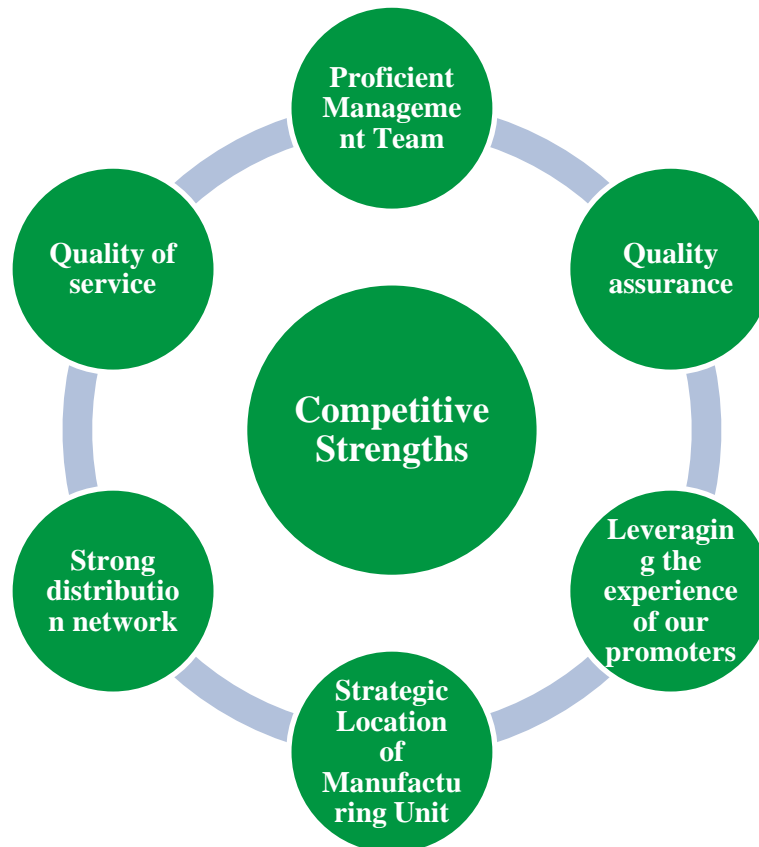 Proficient
Manageme
nt Team
Quality
assurance
Leveragin
g the
experience
of our
promoters
Strategic
Location
of
Manufactu
ring Unit
Strong
distributio
n network
Quality of
service
Competitive
Strengths